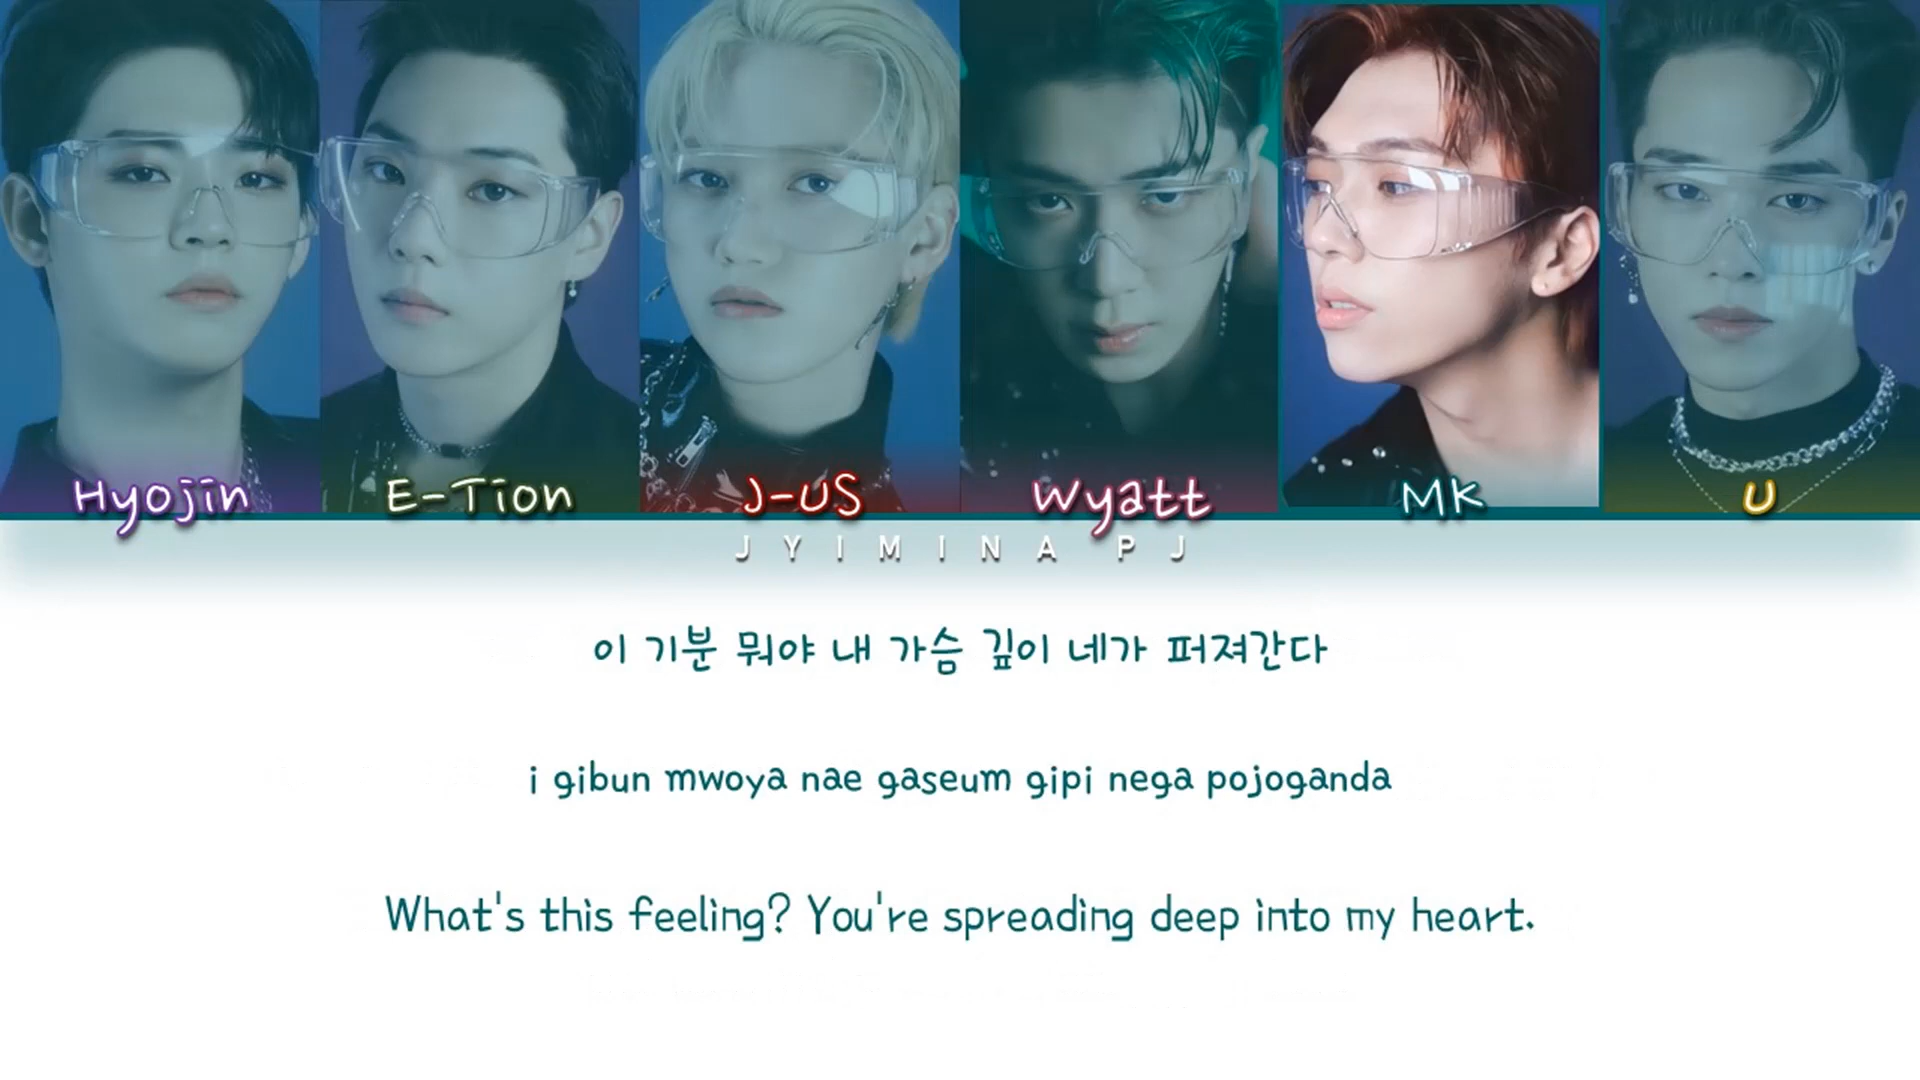 Hyojin E-Tion J-US Wyatt MK U
JYIMINA PJ
이 기분 뭐야 내 가슴 깊이 네가 퍼져간다
i gibun mwoya nae gaseum gipi nega pojoganda
What's this feeling? You're spreading deep into my heart.